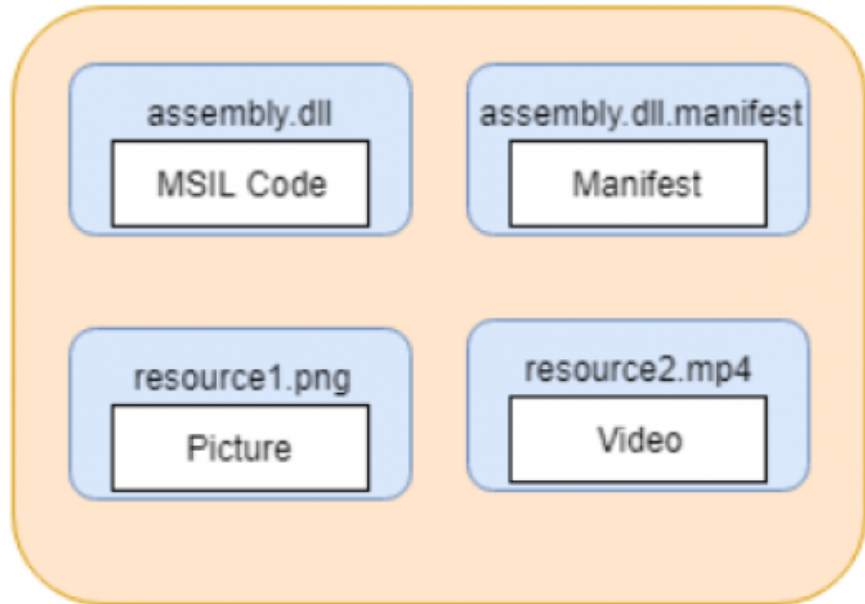 assembly.dll
MSIL Code
assembly.dll.manifest
Manifest
resource1.png
Picture
resource2.mp4
Video